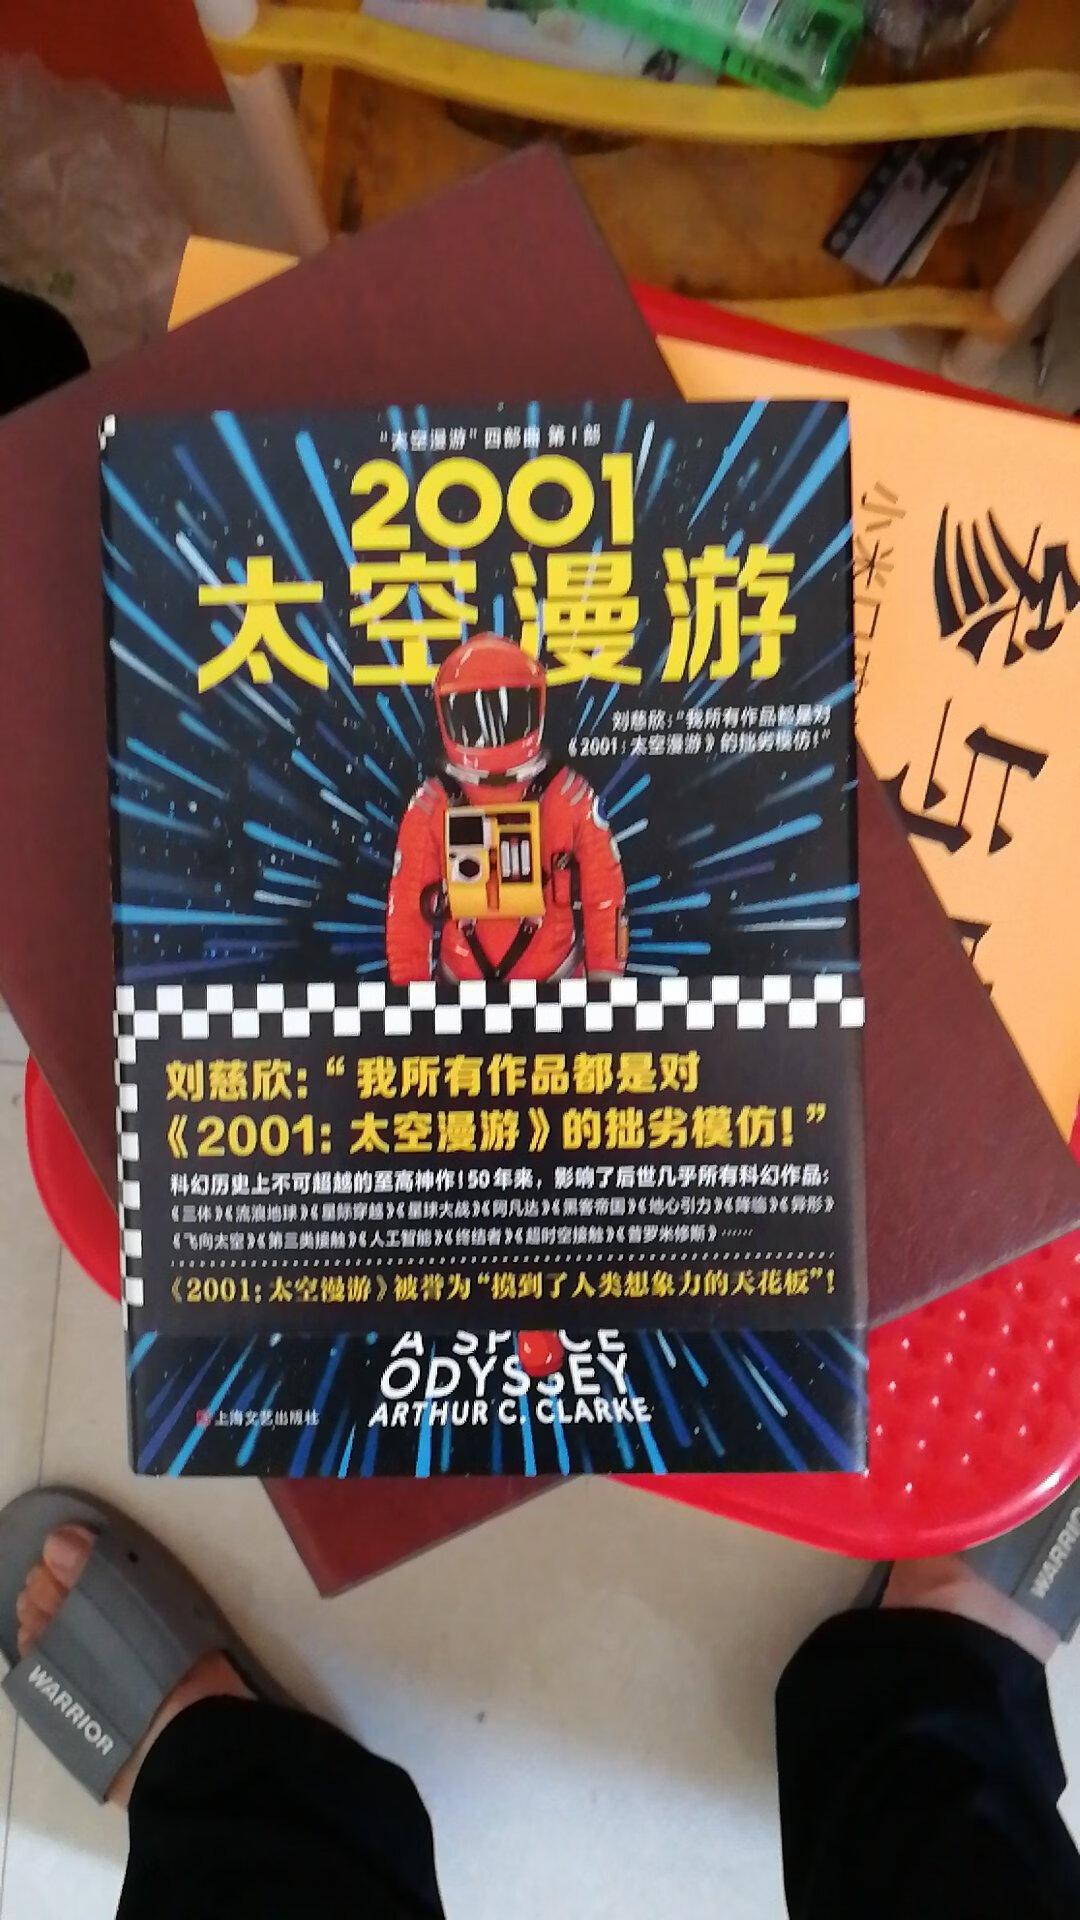 “太空漫游”四部曲 第1部
2001
太空漫游
刘慈欣：“我所有作品都是对
《2001：太空漫游》的拙劣模仿！”
刘慈欣：“我所有作品都是对
《2001：太空漫游》的拙劣模仿！”
科幻历史上不可超越的至高神作！50年来，影响了后世几乎所有科幻作品：
《三体》《流浪地球》《星际穿越》《星球大战》《阿凡达》《黑客帝国》《地心引力》《降临》《异形》
《飞向太空》《第三类接触》《人工智能》《终结者》《超时空接触》《普罗米修斯》……
《2001：太空漫游》被誉为“摸到了人类想象力的天花板”！
A SPACE
ODYSSEY
ARTHUR C. CLARKE
上海文艺出版社
参与
小米口
WARRIOR
WARRIO